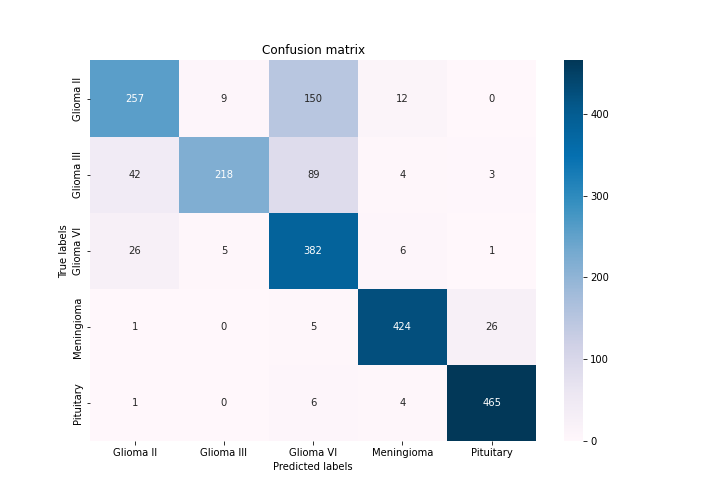 Confusion matrix
True labels
Glioma II
257 9 150 12 0
Glioma III
42 218 89 4 3
Glioma VI
26 5 382 6 1
Meningioma
1 0 5 424 26
Pituitary
1 0 6 4 465
Glioma II Glioma III Glioma VI Meningioma Pituitary
Predicted labels
400
300
200
100
0